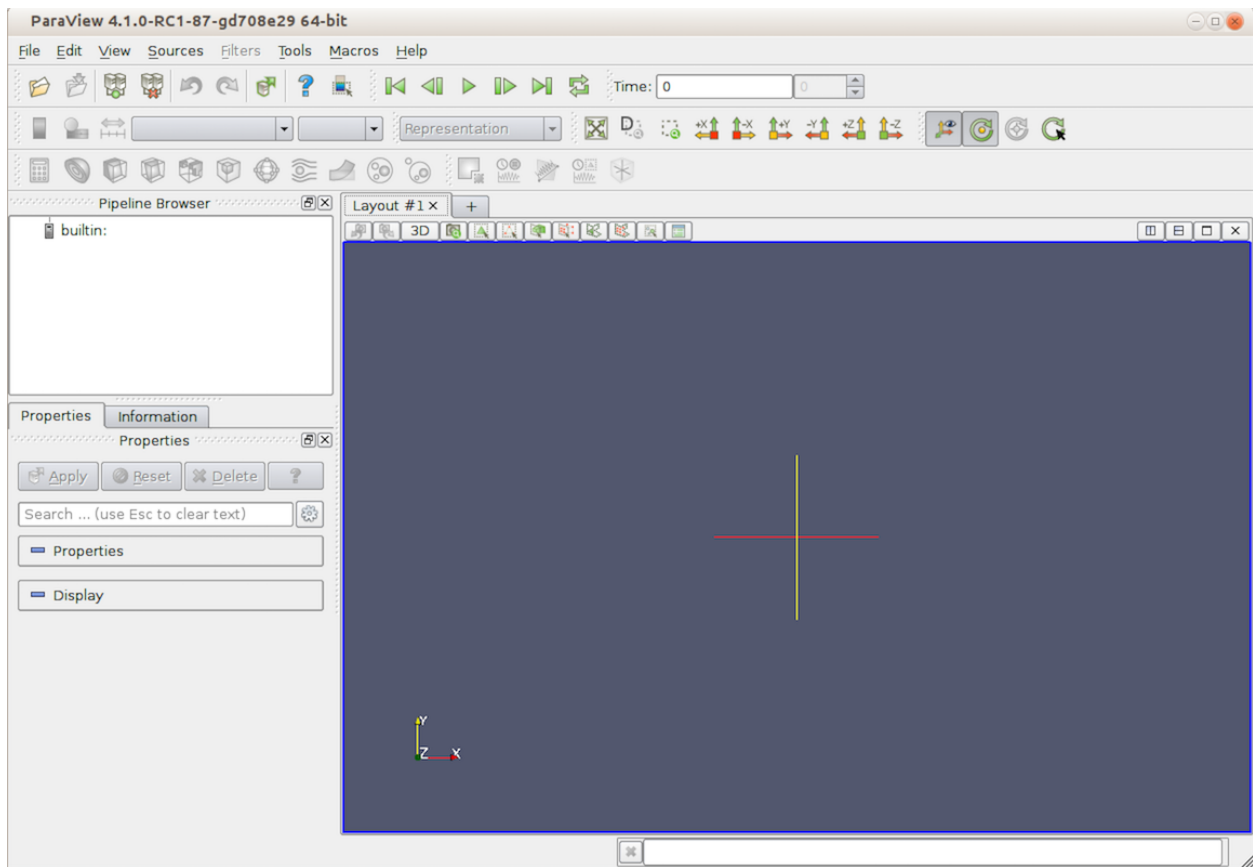 ParaView 4.1.0-RC1-87-gd708e29 64-bit
File Edit View Sources Filters Tools Macros Help
Time: 0 0
Representation +X -X +Y -Y +Z -Z
Pipeline Browser
builtin:
Layout #1 +
3D
Properties Information
Properties
Apply Reset Delete ?
Search ... (use Esc to clear text)
Properties
Display
Y
Z X